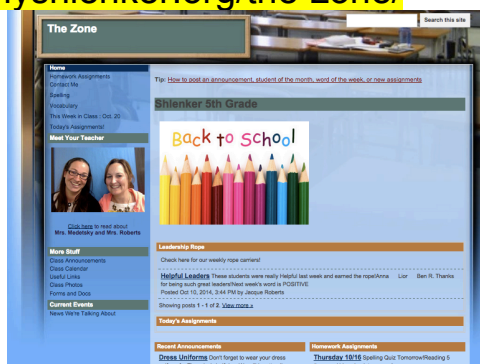 The Zone
Search this site
Home
Homework Assignments
Contact Me
Spelling
Vocabulary
This Week in Class : Oct. 20
Today's Assignments!
Meet Your Teacher
Click here to read about
Mrs. Madetsky and Mrs. Roberts
More Stuff
Class Announcements
Class Calendar
Useful Links
Class Photos
Forms and Docs
Current Events
News We're Talking About
Tip: How to post an announcement, student of the month, word of the week, or new assignments
Shlenker 5th Grade
Back to School
Leadership Rope
Check here for our weekly rope carriers!
Helpful Leaders These students were really Helpful last week and earned the rope!Anna Lior Ben R. Thanks
for being such great leaders!Next week's word is POSITIVE
Posted Oct 10, 2014, 3:44 PM by Jacque Roberts
Showing posts 1 - 1 of 2. View more »
Today's Assignments
Recent Announcements
Dress Uniforms Don't forget to wear your dress
Homework Assignments
Thursday 10/16 Spelling Quiz Tomorrow!Reading 5